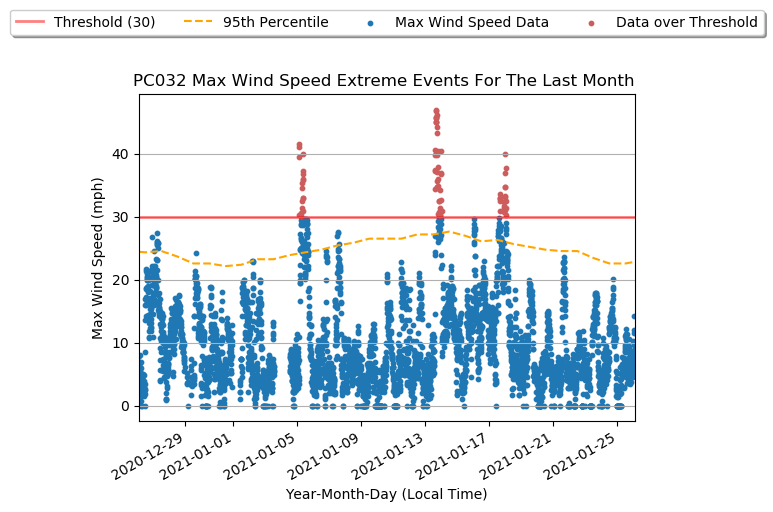 Threshold (30) 95th Percentile Max Wind Speed Data Data over Threshold
PC032 Max Wind Speed Extreme Events For The Last Month
Max Wind Speed (mph)
40
30
20
10
0
2020-12-29 2021-01-01 2021-01-05 2021-01-09 2021-01-13 2021-01-17 2021-01-21 2021-01-25
Year-Month-Day (Local Time)